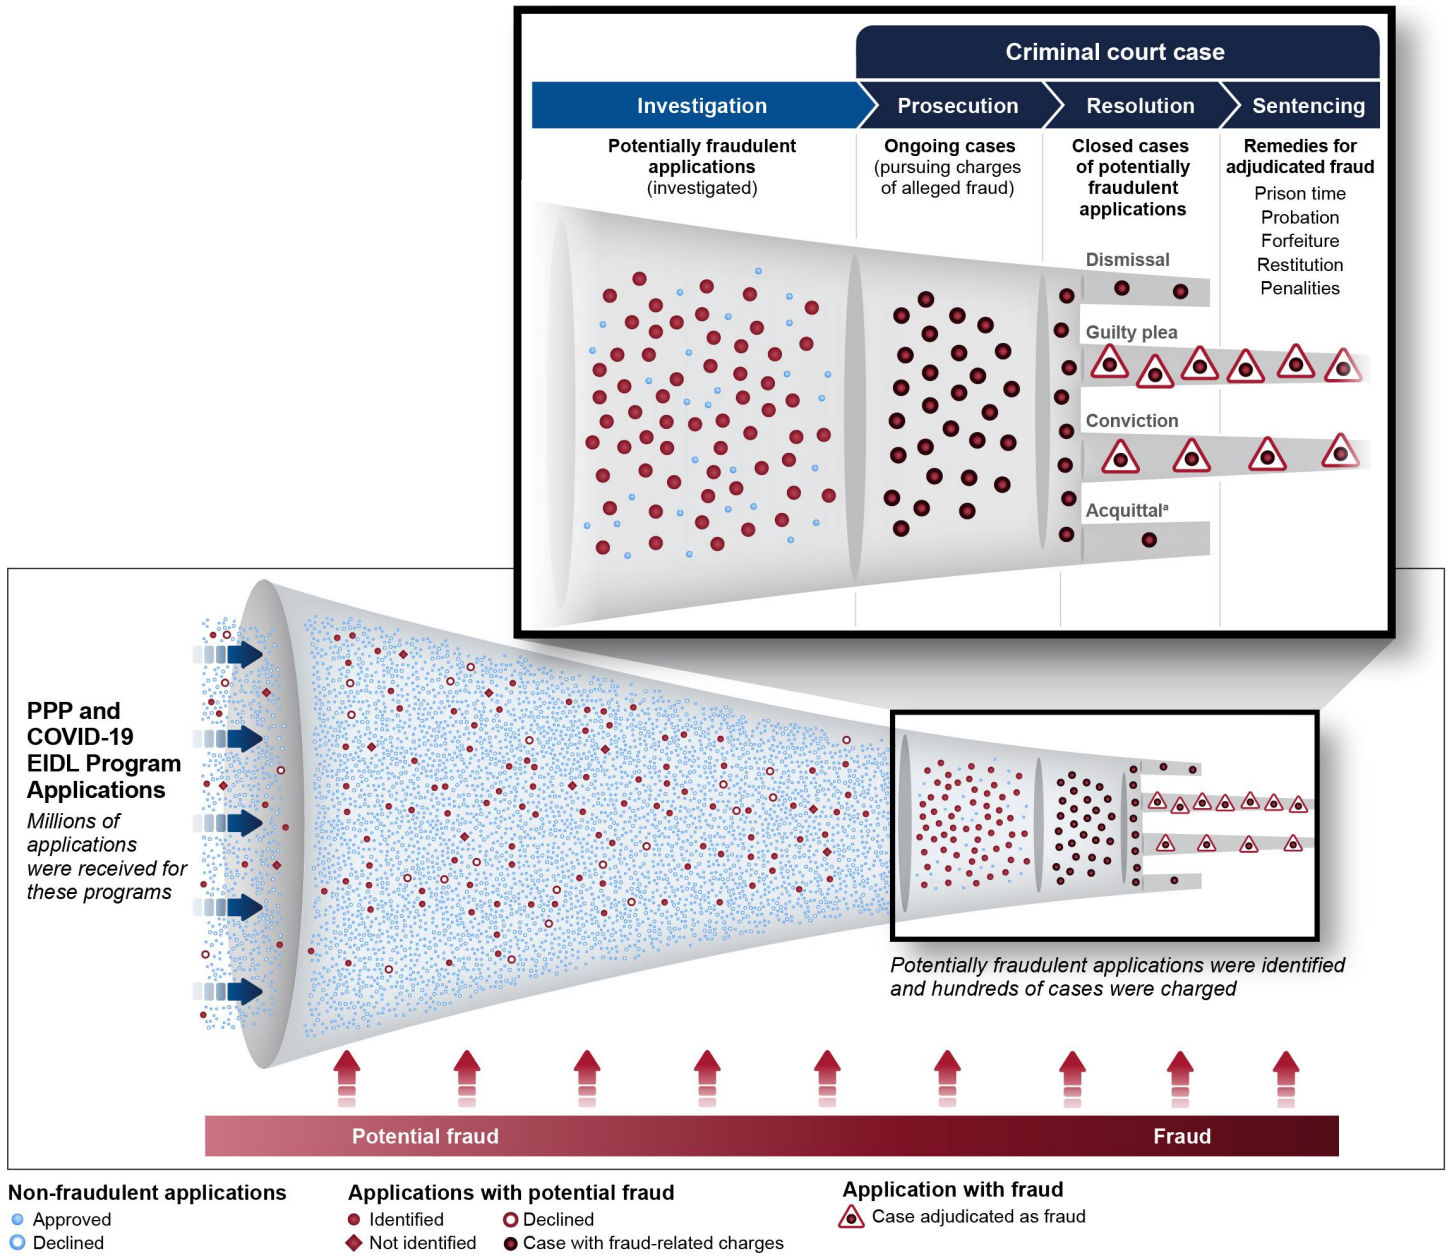 Criminal court case
Investigation
Prosecution
Resolution
Sentencing
Potentially fraudulent
applications
(investigated)
Ongoing cases
(pursuing charges
of alleged fraud)
Closed cases
of potentially
fraudulent
applications
Remedies for
adjudicated fraud
Prison time
Probation
Forfeiture
Restitution
Penalities
Dismissal
Guilty plea
Conviction
Acquittalᵃ
PPP and
COVID-19
EIDL Program
Applications
Millions of
applications
were received for
these programs
Potentially fraudulent applications were identified
and hundreds of cases were charged
Potential fraud
Fraud
Non-fraudulent applications
Approved
Declined
Applications with potential fraud
Identified
Declined
Not identified
Case with fraud-related charges
Application with fraud
Case adjudicated as fraud